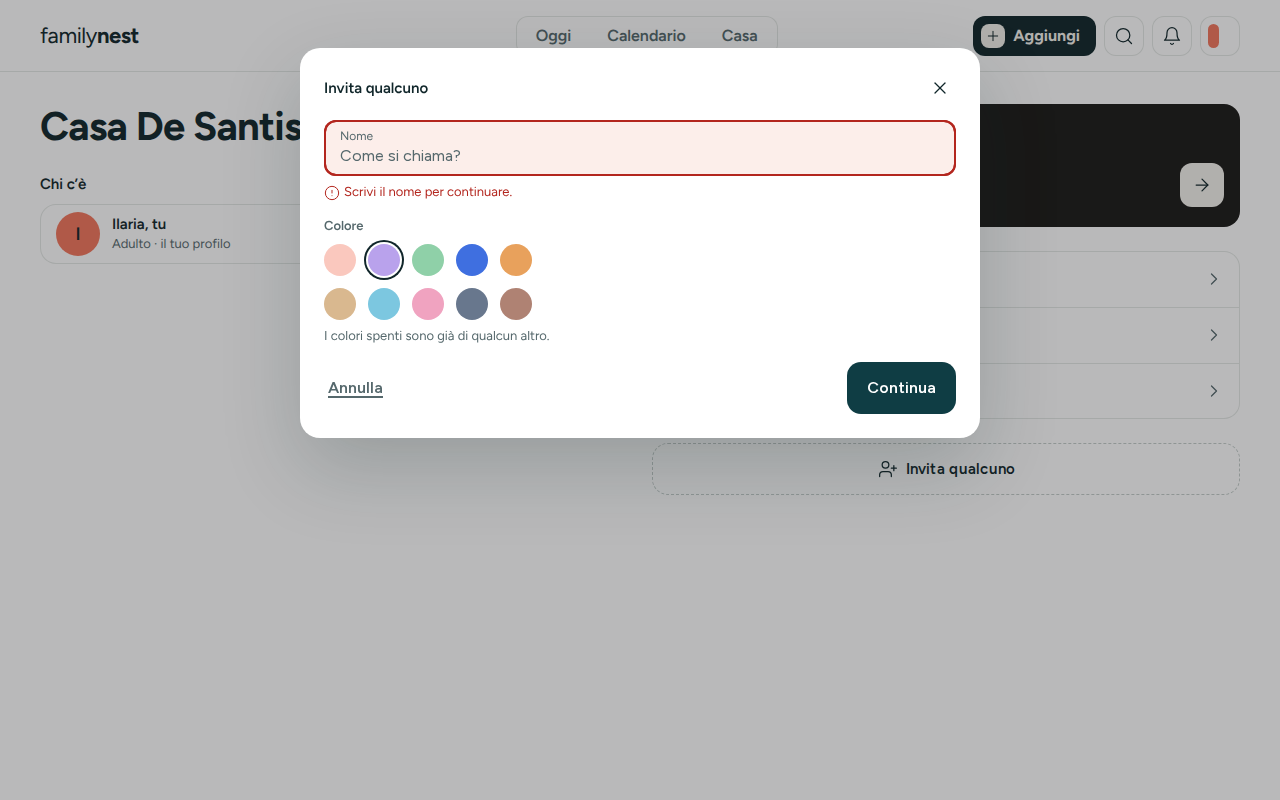 familynest
Oggi
Calendario
Casa
Aggiungi
Invita qualcuno
Nome
Come si chiama?
Scrivi il nome per continuare.
Colore
I colori spenti sono già di qualcun altro.
Annulla
Continua
Casa De Santis
Chi c'è
I
Ilaria, tu
Adulto · il tuo profilo
Invita qualcuno